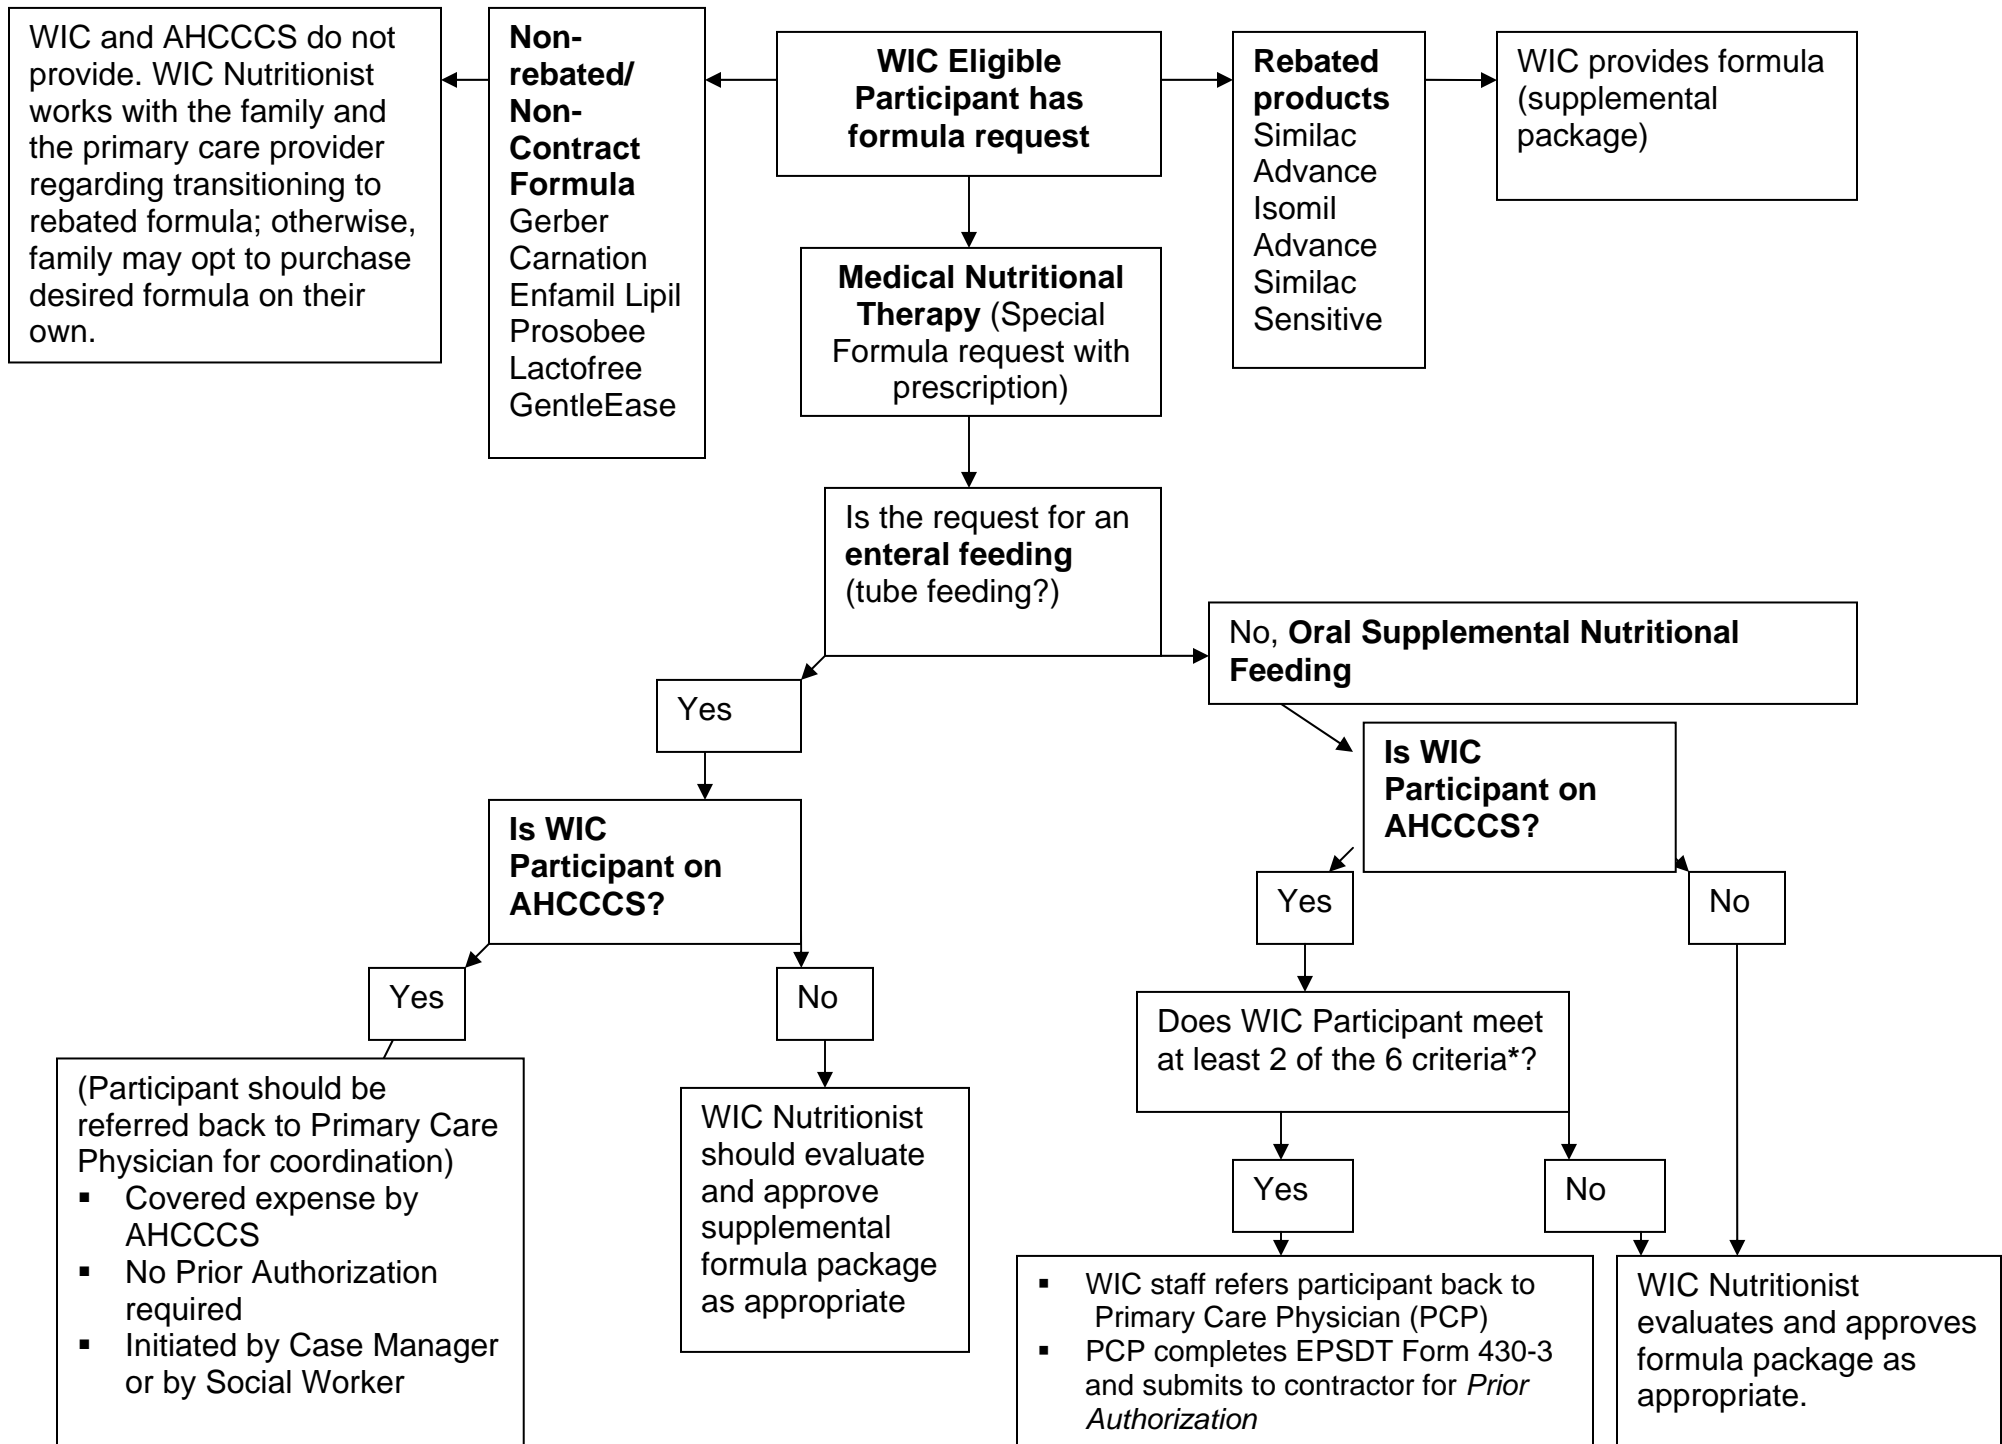 WIC and AHCCCS do not
provide. WIC Nutritionist
works with the family and
the primary care provider
regarding transitioning to
rebated formula; otherwise,
family may opt to purchase
desired formula on their
own.
Non-
rebated/
Non-
Contract
Formula
Gerber
Carnation
Enfamil Lipil
Prosobee
Lactofree
GentleEase
WIC Eligible
Participant has
formula request
Rebated
products
Similac
Advance
Isomil
Advance
Similac
Sensitive
WIC provides formula
(supplemental
package)
Medical Nutritional
Therapy (Special
Formula request with
prescription)
Is the request for an
enteral feeding
(tube feeding?)
No, Oral Supplemental Nutritional
Feeding
Yes
Is WIC
Participant on
AHCCCS?
Is WIC
Participant on
AHCCCS?
Yes
No
Yes
No
(Participant should be
referred back to Primary Care
Physician for coordination)
▪ Covered expense by
AHCCCS
▪ No Prior Authorization
required
▪ Initiated by Case Manager
or by Social Worker
WIC Nutritionist
should evaluate
and approve
supplemental
formula package
as appropriate
Does WIC Participant meet
at least 2 of the 6 criteria*?
Yes
No
▪ WIC staff refers participant back to
Primary Care Physician (PCP)
▪ PCP completes EPSDT Form 430-3
and submits to contractor for Prior
Authorization
WIC Nutritionist
evaluates and approves
formula package as
appropriate.